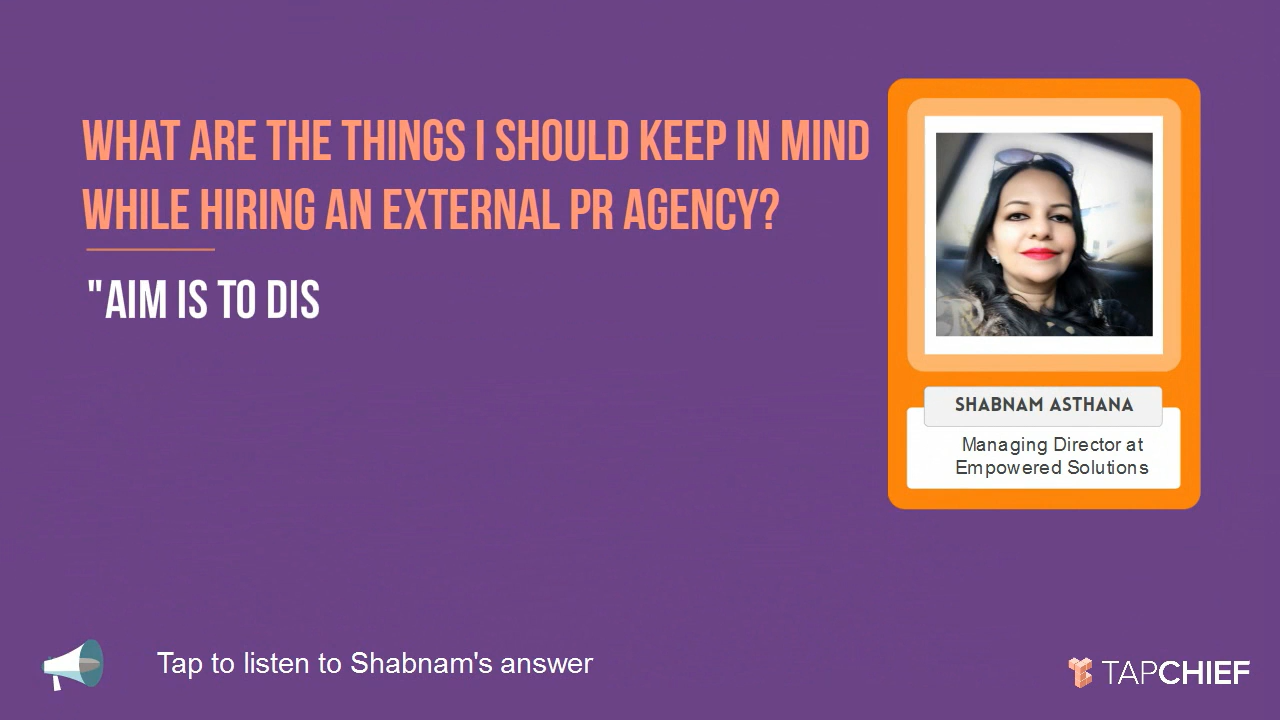 WHAT ARE THE THINGS I SHOULD KEEP IN MIND
WHILE HIRING AN EXTERNAL PR AGENCY?
"AIM IS TO DIS
SHABNAM ASTHANA
Managing Director at
Empowered Solutions
Tap to listen to Shabnam's answer
TAPCHIEF